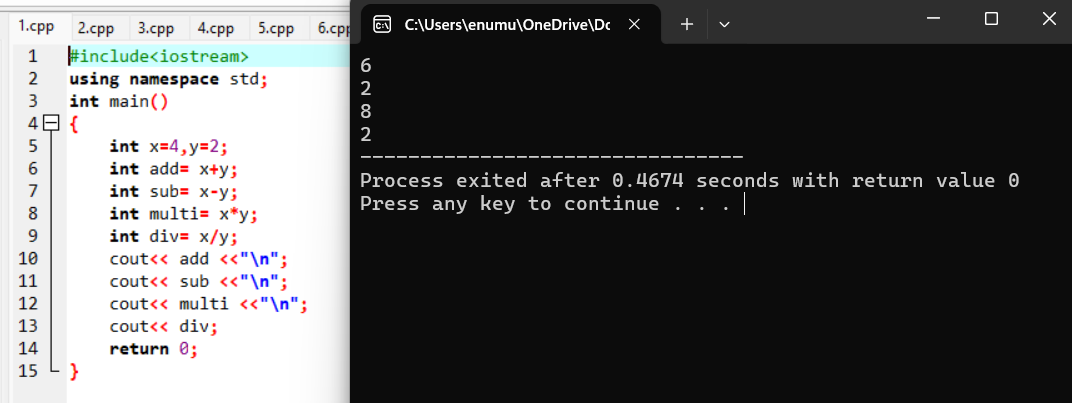 1.cpp 2.cpp 3.cpp 4.cpp 5.cpp 6.cpp
1 #include<iostream>
2 using namespace std;
3 int main()
4 {
5 int x=4,y=2;
6 int add= x+y;
7 int sub= x-y;
8 int multi= x*y;
9 int div= x/y;
10 cout<< add <<"\n";
11 cout<< sub <<"\n";
12 cout<< multi <<"\n";
13 cout<< div;
14 return 0;
15 }
C:\Users\enumu\OneDrive\Dc
6
2
8
2
--------------------------------
Process exited after 0.4674 seconds with return value 0
Press any key to continue . . .